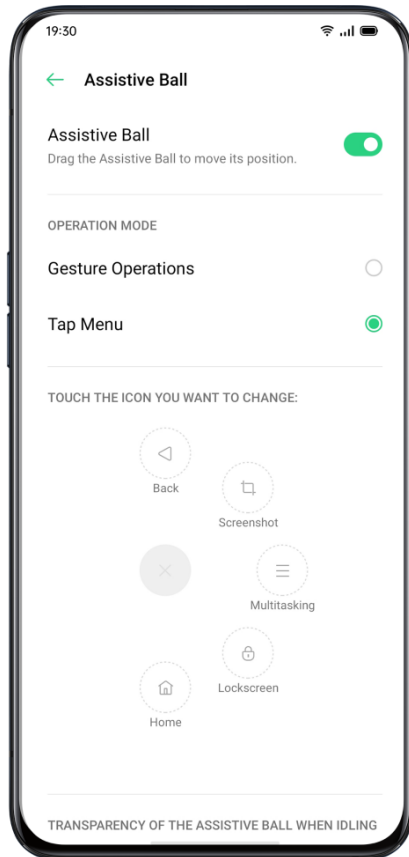 19:30
Assistive Ball
Assistive Ball
Drag the Assistive Ball to move its position.
OPERATION MODE
Gesture Operations
Tap Menu
TOUCH THE ICON YOU WANT TO CHANGE:
Back
Screenshot
Multitasking
Lockscreen
Home
TRANSPARENCY OF THE ASSISTIVE BALL WHEN IDLING